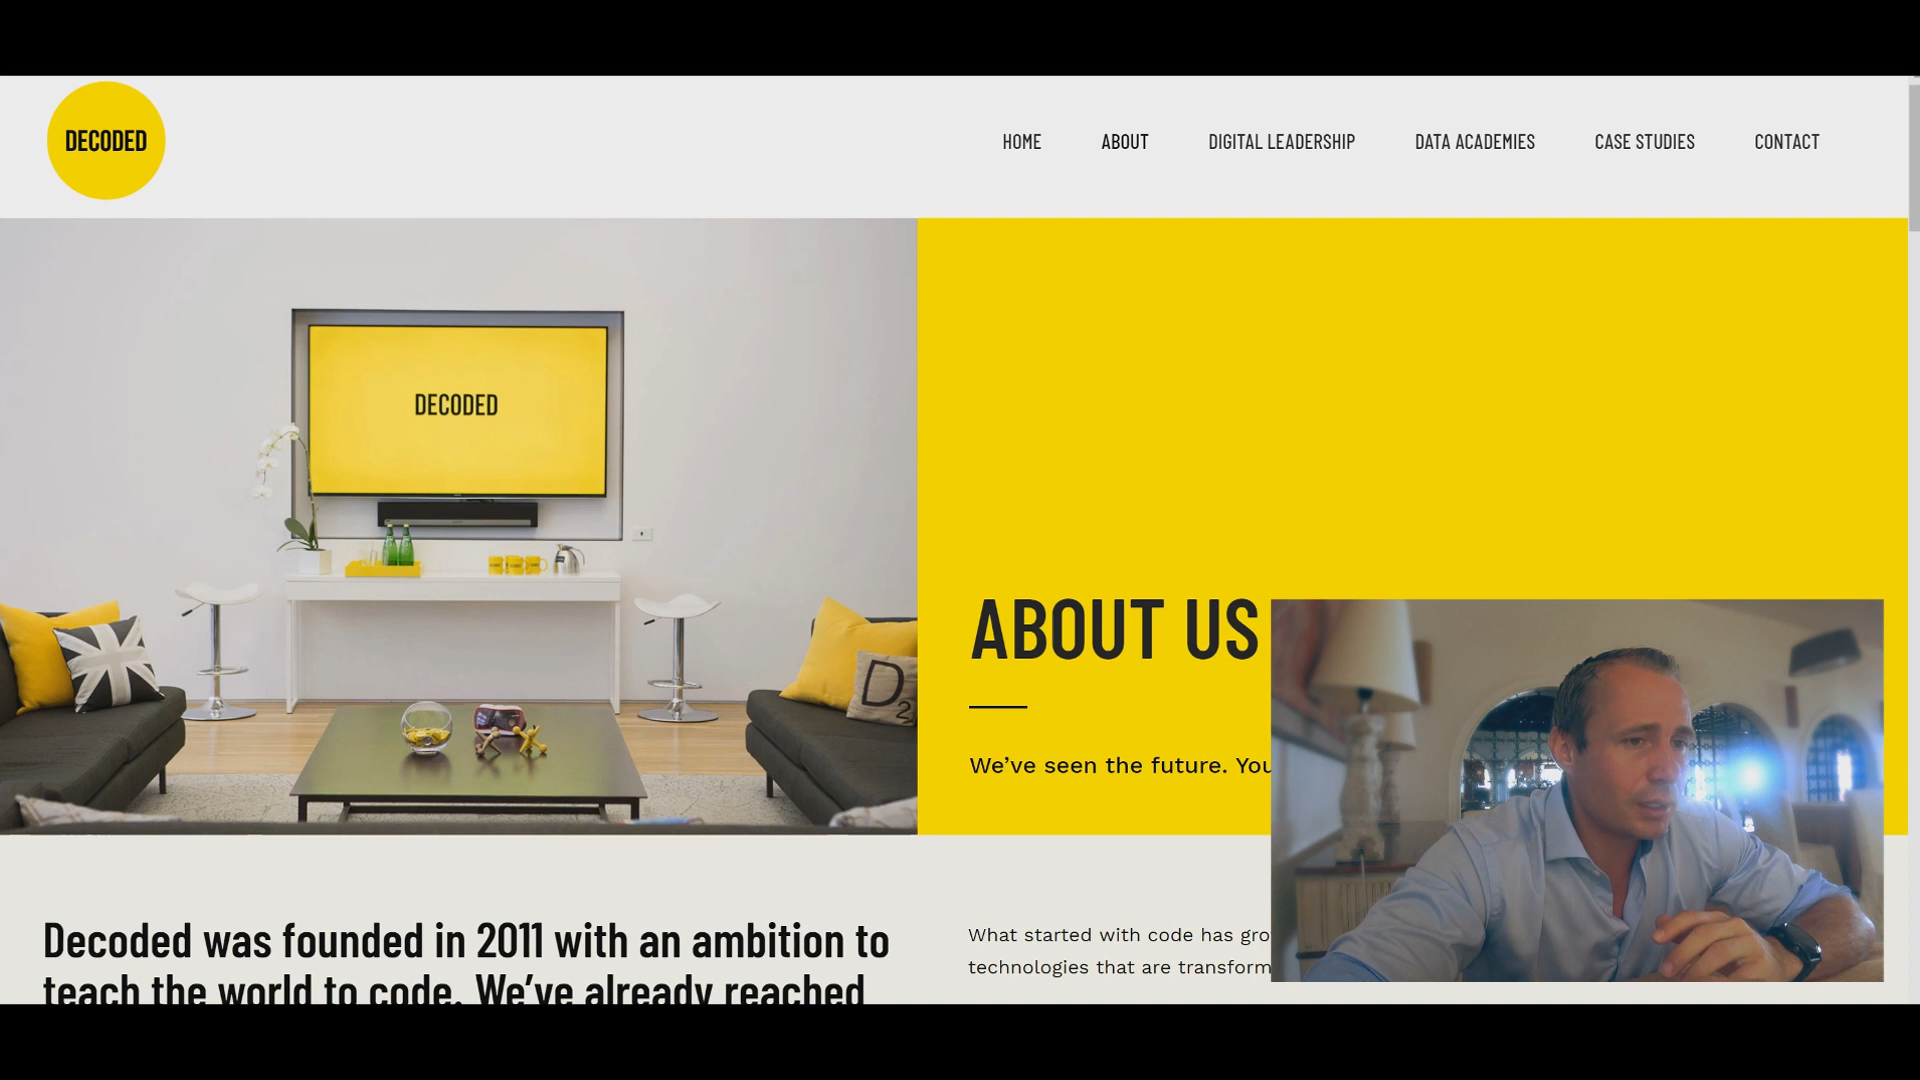 DECODED
HOME
ABOUT
DIGITAL LEADERSHIP
DATA ACADEMIES
CASE STUDIES
CONTACT
DECODED
D2
ABOUT US
We’ve seen the future. You
Decoded was founded in 2011 with an ambition to
teach the world to code. We’ve already reached
What started with code has gro
technologies that are transform